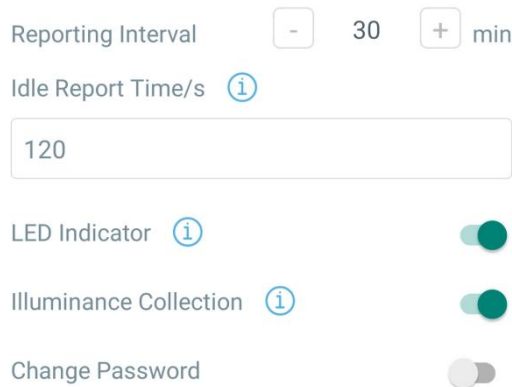 Reporting Interval - 30 + min
Idle Report Time/s i
120
LED Indicator i
Illuminance Collection i
Change Password